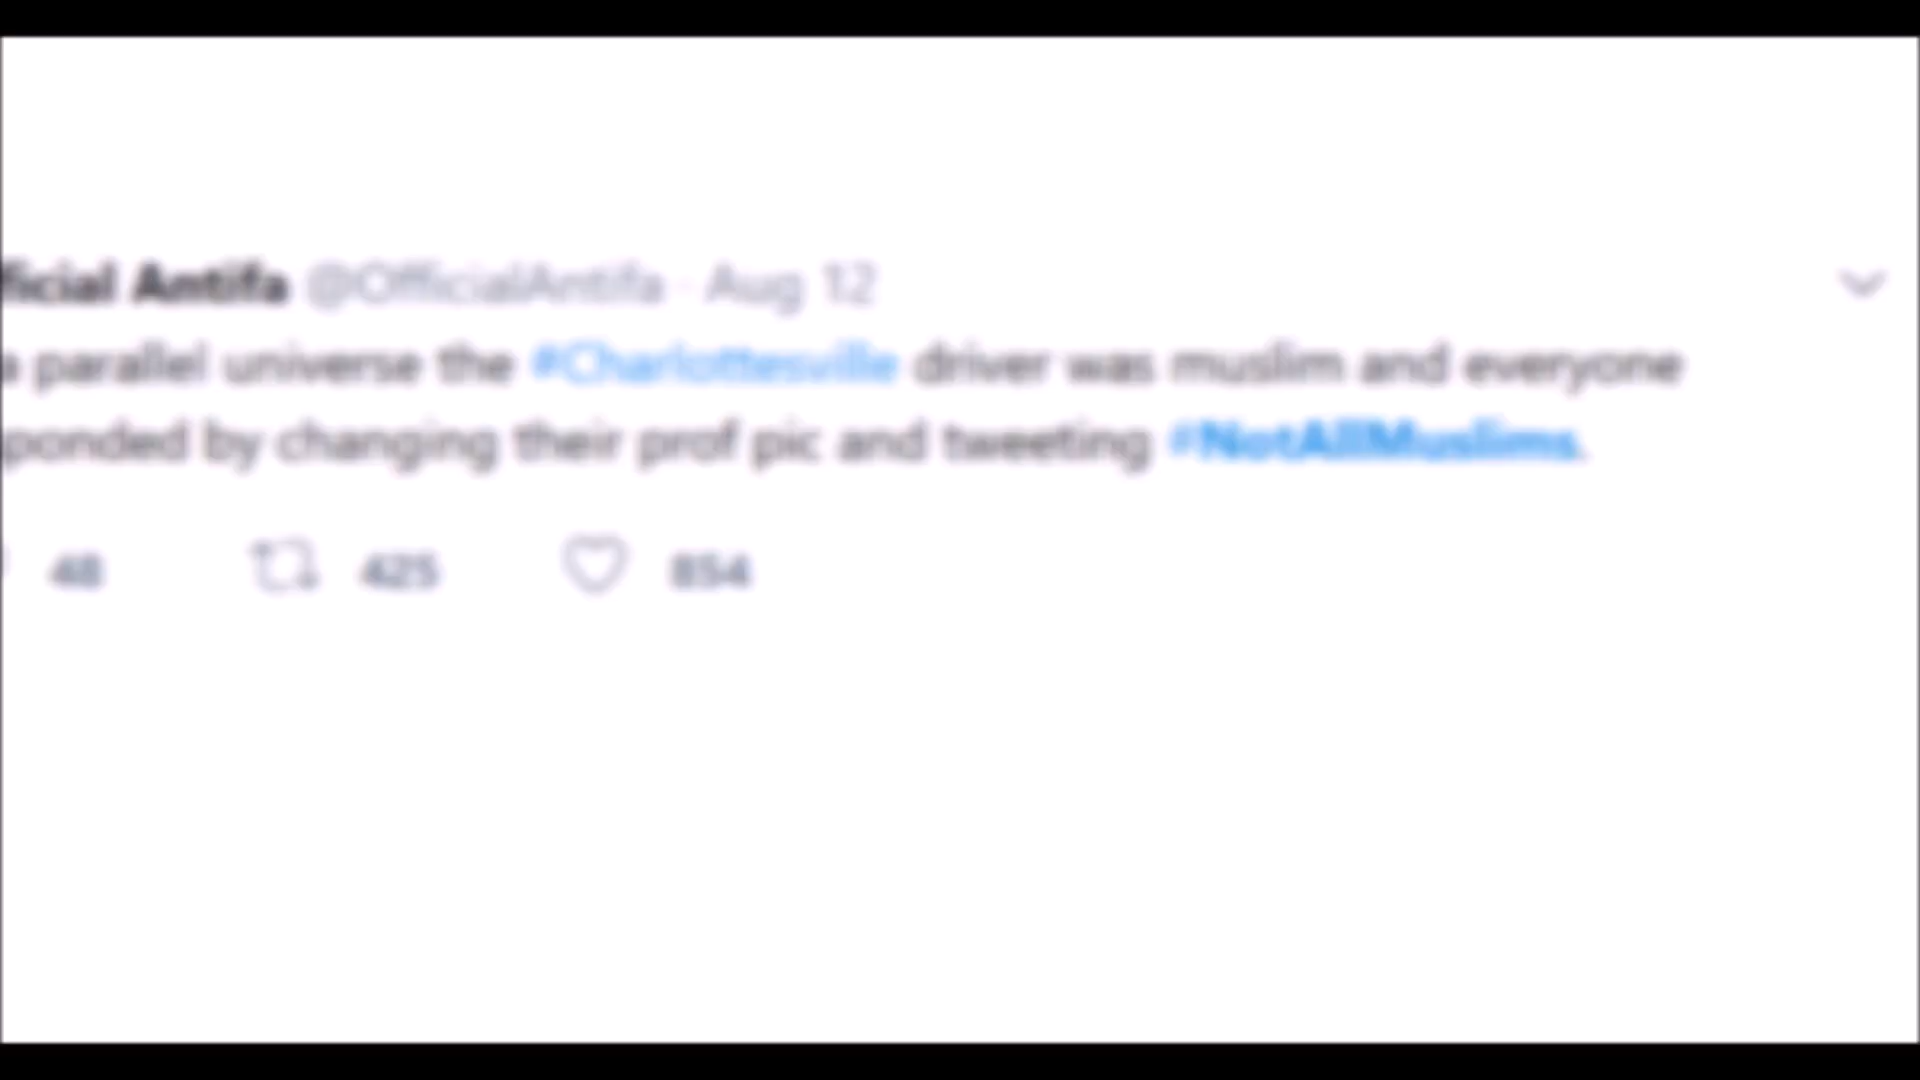 ficial Antifa @OfficialAntifa · Aug 12
a parallel universe the #Charlottesville driver was muslim and everyone
ponded by changing their prof pic and tweeting #NotAllMuslims.
48 425 854